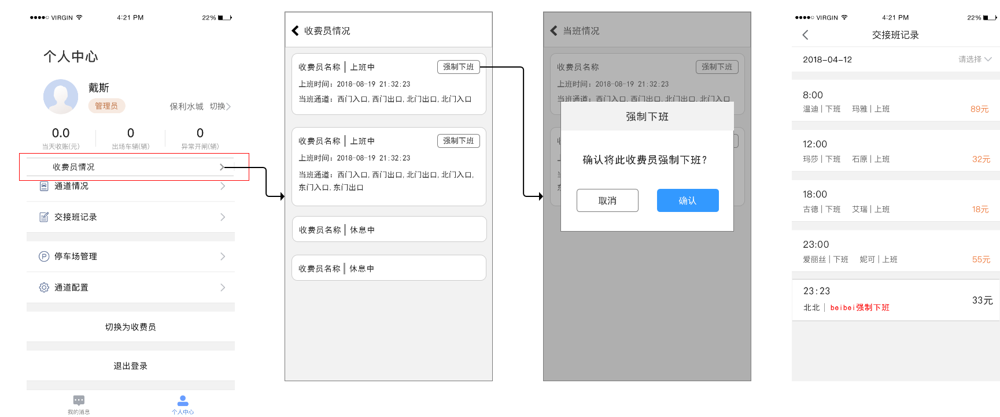 VIRGIN 4:21 PM 22%
个人中心
戴斯
管理员
保利水城 切换
0.0 0 0
当天收账(元) 出场车辆(辆) 异常开闸(辆)
收费员情况
通道情况
交接班记录
停车场管理
通道配置
切换为收费员
退出登录
我的消息 个人中心
收费员情况
收费员名称 上班中 强制下班
上班时间: 2018-08-19 21:32:23
当班通道: 西门入口,西门出口,北门出口,北门入口
收费员名称 上班中 强制下班
上班时间: 2018-08-19 21:32:23
当班通道: 西门入口,西门出口,北门出口,北门入口,
东门入口,东门出口
收费员名称 休息中
收费员名称 休息中
当班情况
收费员名称 强制下班
上班时间: 2018-08-19 21:32:23
当班通道: 西门入口,西门出口,北门出口,北门入口
强制下班
确认将此收费员强制下班?
取消 确认
VIRGIN 4:21 PM 22%
交接班记录
2018-04-12 请选择
8:00
温迪|下班 玛雅|上班 89元
12:00
玛莎|下班 石原|上班 32元
18:00
古德|下班 艾瑞|上班 18元
23:00
爱丽丝|下班 妮可|上班 55元
23:23
北北|beibei强制下班 33元